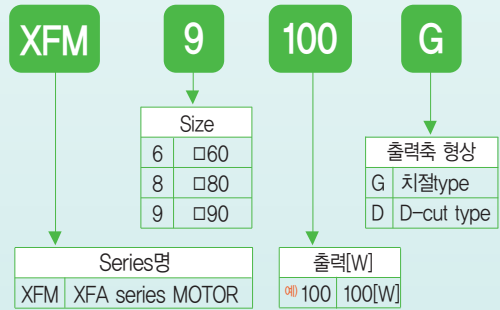 XFM 9 100 G
Size
6 □60
8 □80
9 □90
출력축 형상
G 치절type
D D-cut type
Series명
XFM XFA series MOTOR
출력[W]
예) 100 100[W]